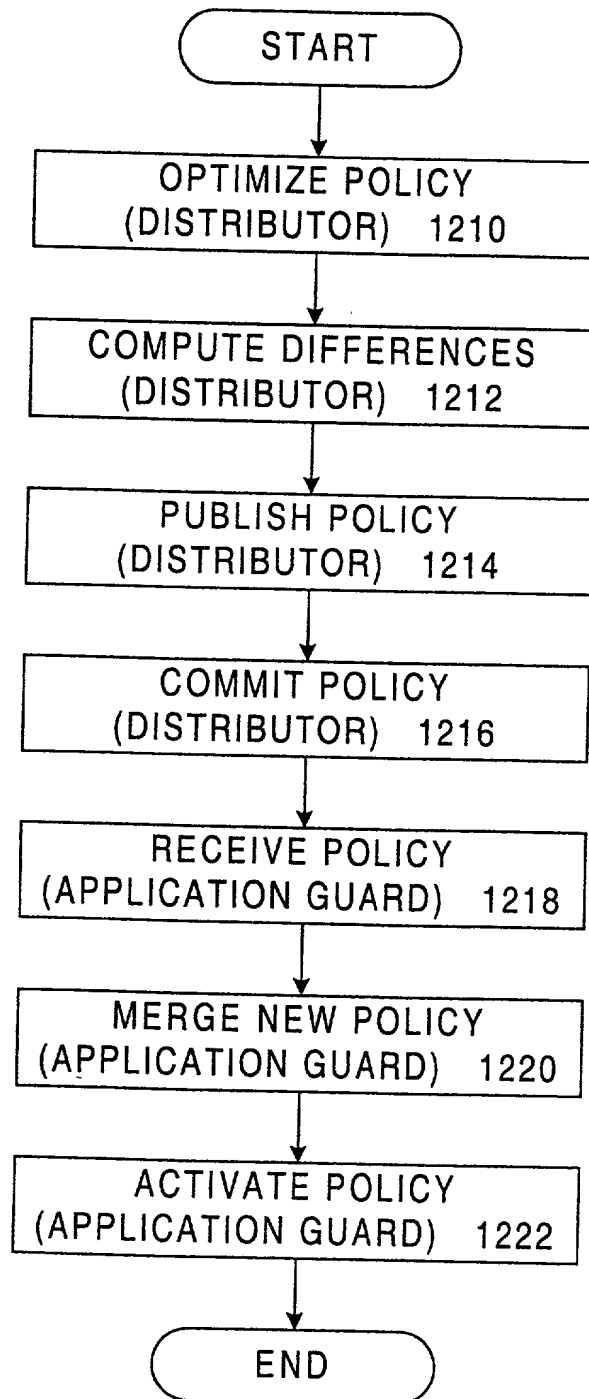 START
OPTIMIZE POLICY
(DISTRIBUTOR) 1210
COMPUTE DIFFERENCES
(DISTRIBUTOR) 1212
PUBLISH POLICY
(DISTRIBUTOR) 1214
COMMIT POLICY
(DISTRIBUTOR) 1216
RECEIVE POLICY
(APPLICATION GUARD) 1218
MERGE NEW POLICY
(APPLICATION GUARD) 1220
ACTIVATE POLICY
(APPLICATION GUARD) 1222
END